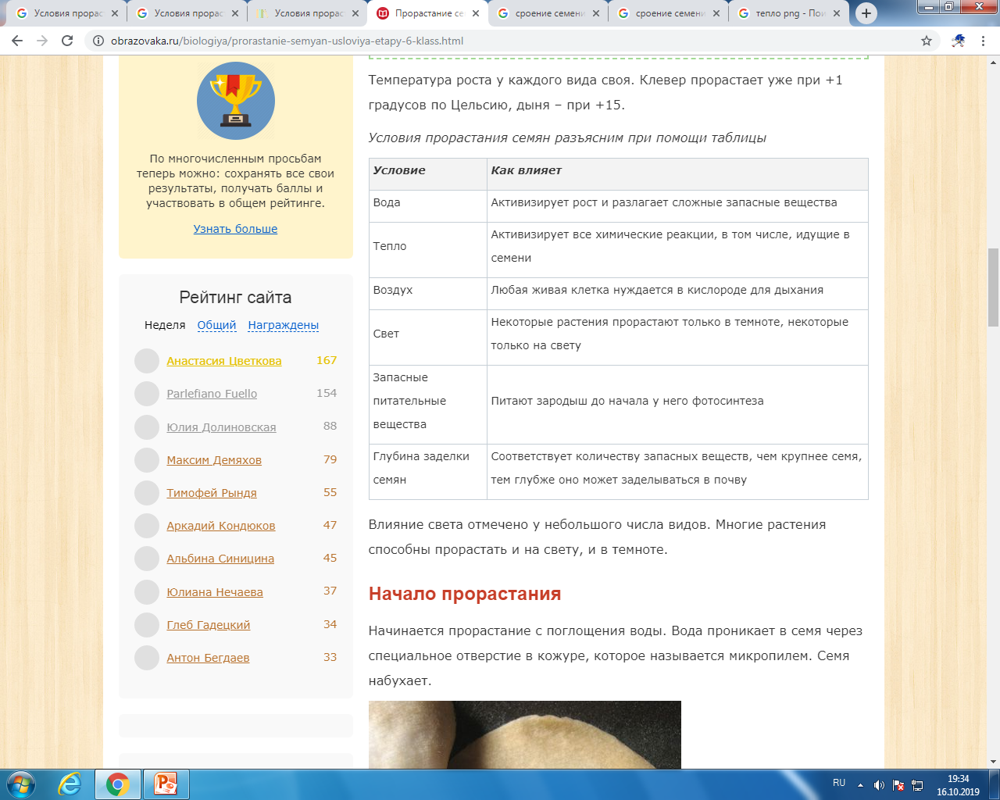 Условия прораст
Условия прораст
Условия прораст
Прорастание се
сроение семени
сроение семени
тепло png - Пои
obrazovaka.ru/biologiya/prorastanie-semyan-usloviya-etapy-6-klass.html
По многочисленным просьбам
теперь можно: сохранять все свои
результаты, получать баллы и
участвовать в общем рейтинге.
Узнать больше
Рейтинг сайта
Неделя Общий Награждены
Анастасия Цветкова 167
Parlefiano Fuello 154
Юлия Долиновская 88
Максим Демяхов 79
Тимофей Рындя 55
Аркадий Кондюков 47
Альбина Синицина 45
Юлиана Нечаева 37
Глеб Гадецкий 34
Антон Бегдаев 33
Температура роста у каждого вида своя. Клевер прорастает уже при +1
градусов по Цельсию, дыня – при +15.
Условия прорастания семян разъясним при помощи таблицы
Условие Как влияет
Вода Активизирует рост и разлагает сложные запасные вещества
Тепло Активизирует все химические реакции, в том числе, идущие в
семени
Воздух Любая живая клетка нуждается в кислороде для дыхания
Свет Некоторые растения прорастают только в темноте, некоторые
только на свету
Запасные
питательные
вещества
Питают зародыш до начала у него фотосинтеза
Глубина заделки
семян
Соответствует количеству запасных веществ, чем крупнее семя,
тем глубже оно может заделываться в почву
Влияние света отмечено у небольшого числа видов. Многие растения
способны прорастать и на свету, и в темноте.
Начало прорастания
Начинается прорастание с поглощения воды. Вода проникает в семя через
специальное отверстие в кожуре, которое называется микропилем. Семя
набухает.
RU
19:34
16.10.2019